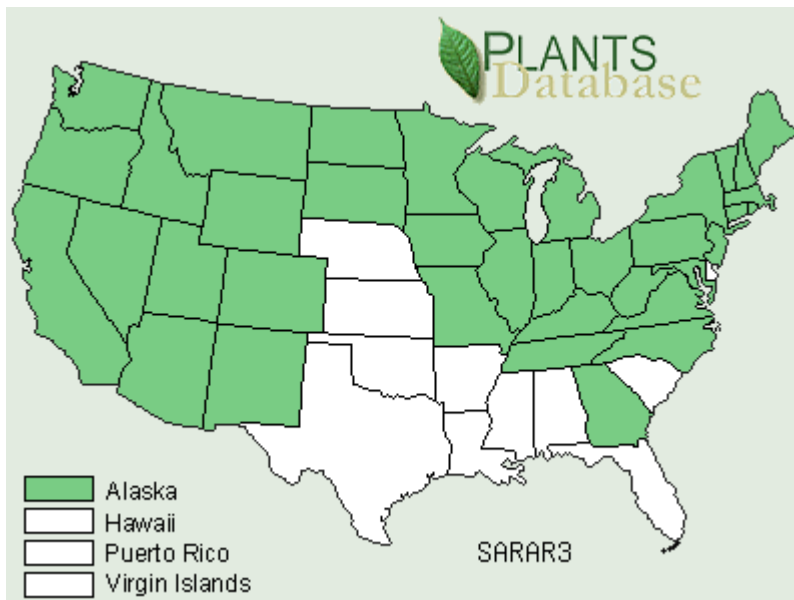 PLANTS
Database
Alaska
Hawaii
Puerto Rico
Virgin Islands
SARAR3